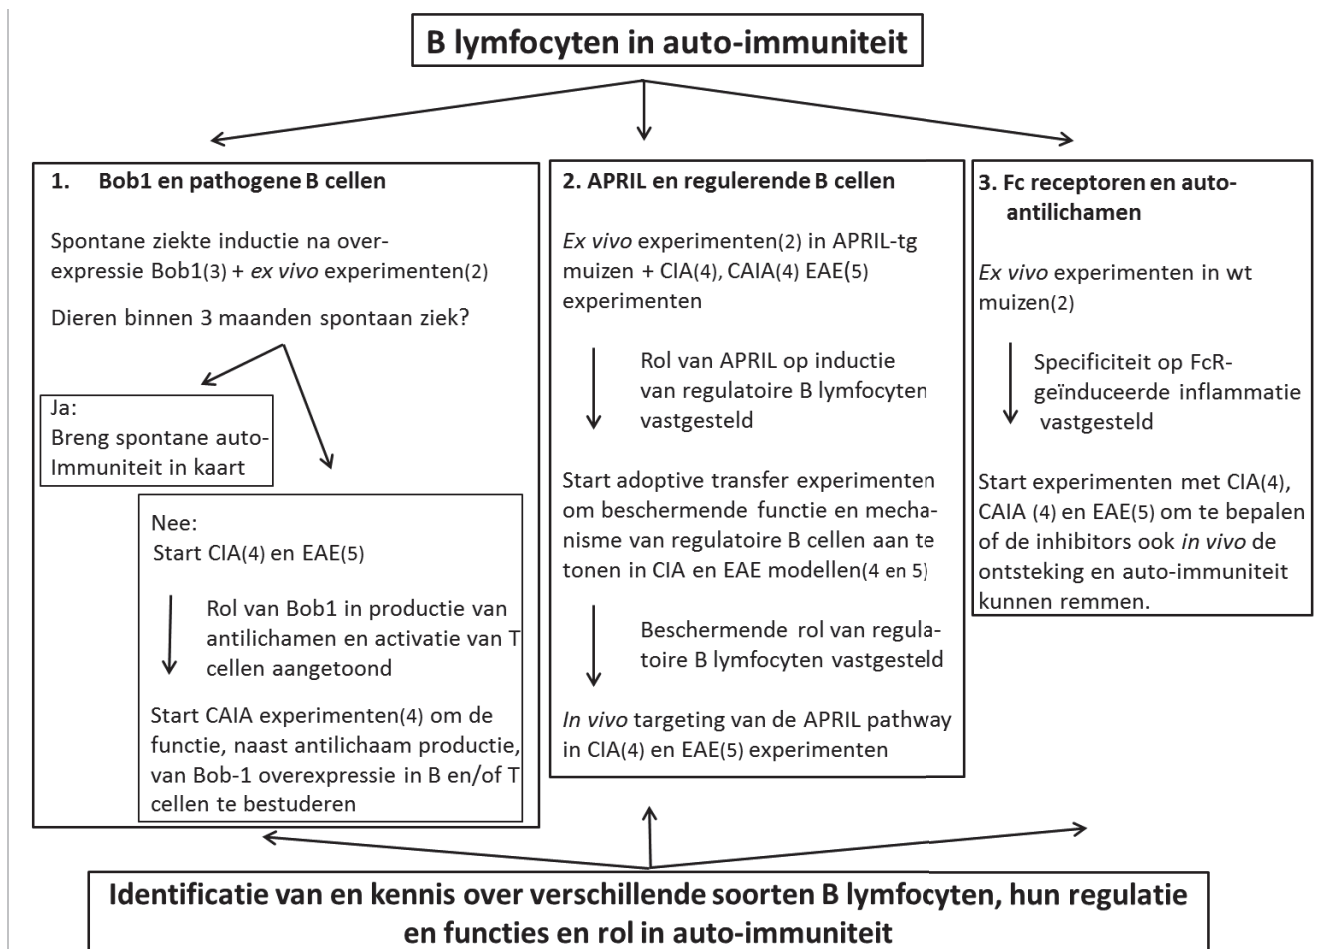 B lymfocyten in auto-immuniteit
1. Bob1 en pathogene B cellen
Spontane ziekte inductie na over-
expressie Bob1(3) + ex vivo experimenten(2)
Dieren binnen 3 maanden spontaan ziek?
Ja:
Breng spontane auto-
Immuniteit in kaart
Nee:
Start CIA(4) en EAE(5)
Rol van Bob1 in productie van
antilichamen en activatie van T
cellen aangetoond
Start CAIA experimenten(4) om de
functie, naast antilichaam productie,
van Bob-1 overexpressie in B en/of T
cellen te bestuderen
2. APRIL en regulerende B cellen
Ex vivo experimenten(2) in APRIL-tg
muizen + CIA(4), CAIA(4) EAE(5)
experimenten
Rol van APRIL op inductie
van regulatoire B lymfocyten
vastgesteld
Start adoptive transfer experimenten
om beschermende functie en mecha-
nisme van regulatoire B cellen aan te
tonen in CIA en EAE modellen(4 en 5)
Beschermende rol van regula-
toire B lymfocyten vastgesteld
In vivo targeting van de APRIL pathway
in CIA(4) en EAE(5) experimenten
3. Fc receptoren en auto-
antilichamen
Ex vivo experimenten in wt
muizen(2)
Specificiteit op FcR-
geïnduceerde inflammatie
vastgesteld
Start experimenten met CIA(4),
CAIA (4) en EAE(5) om te bepalen
of de inhibitors ook in vivo de
ontsteking en auto-immuniteit
kunnen remmen.
Identificatie van en kennis over verschillende soorten B lymfocyten, hun regulatie
en functies en rol in auto-immuniteit